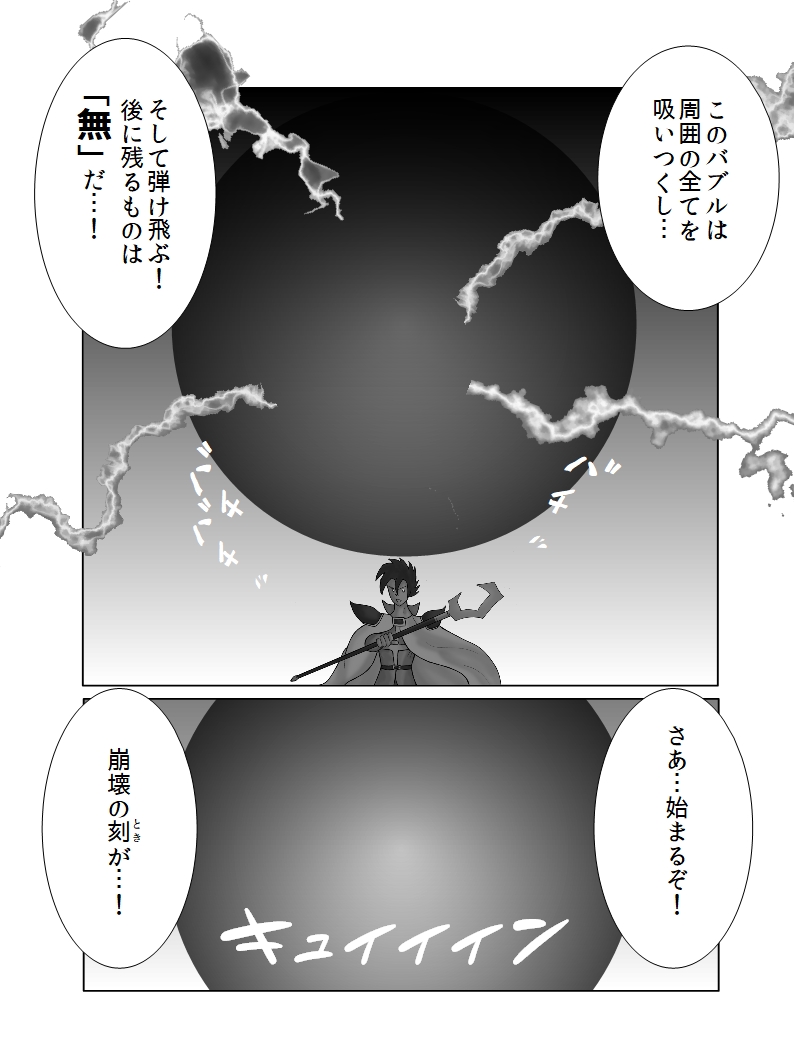 このバブルは
周囲の全てを
吸いつくし…
そして弾け飛ぶ！
後に残るものは
「無」だ…！
バチ
バチ
バチ
さあ…始まるぞ！
崩壊の刻(とき)が…！
キュイイイン